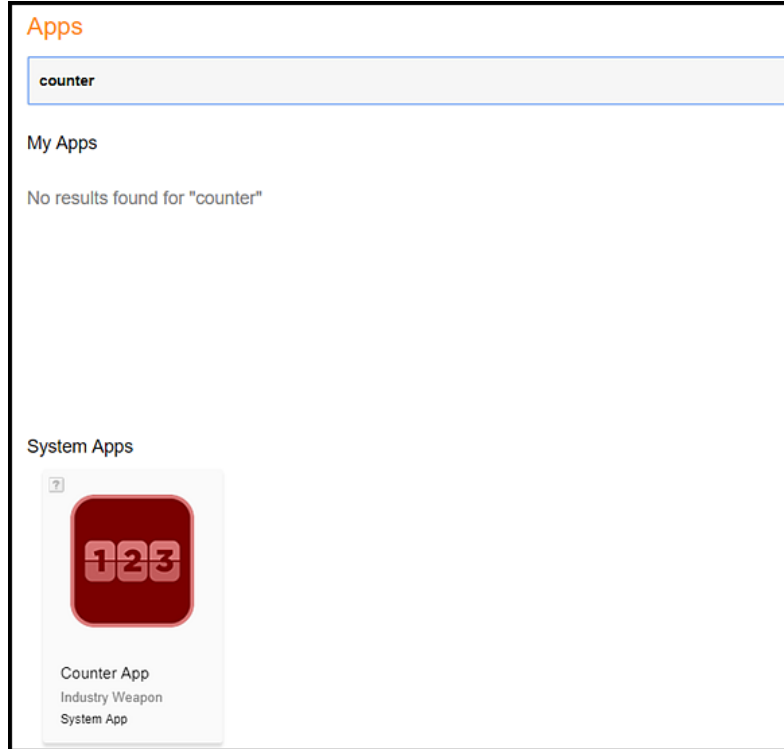 Apps
counter
My Apps
No results found for "counter"
System Apps
?
123
Counter App
Industry Weapon
System App